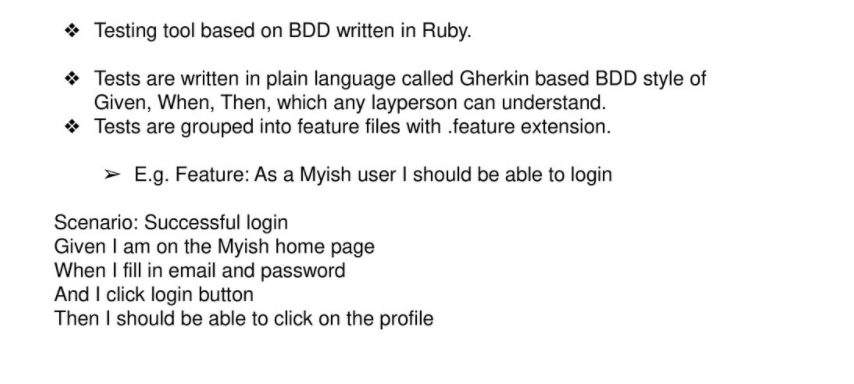 ❖ Testing tool based on BDD written in Ruby.
❖ Tests are written in plain language called Gherkin based BDD style of
Given, When, Then, which any layperson can understand.
❖ Tests are grouped into feature files with .feature extension.
➢ E.g. Feature: As a Myish user I should be able to login
Scenario: Successful login
Given I am on the Myish home page
When I fill in email and password
And I click login button
Then I should be able to click on the profile